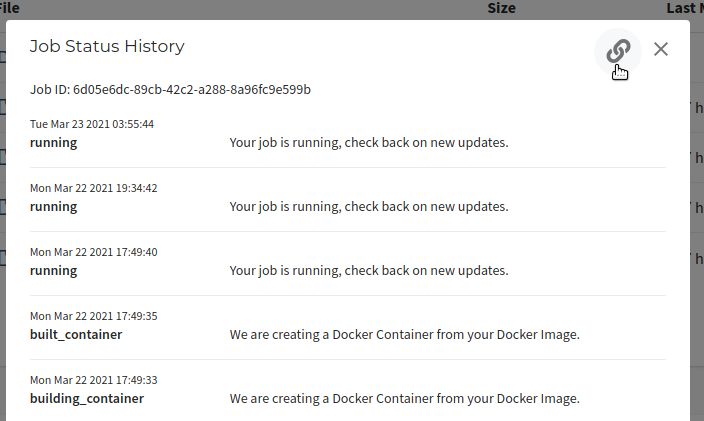 File Size Last M
Job Status History
Job ID: 6d05e6dc-89cb-42c2-a288-8a96fc9e599b
Tue Mar 23 2021 03:55:44
running Your job is running, check back on new updates.
Mon Mar 22 2021 19:34:42
running Your job is running, check back on new updates.
Mon Mar 22 2021 17:49:40
running Your job is running, check back on new updates.
Mon Mar 22 2021 17:49:35
built_container We are creating a Docker Container from your Docker Image.
Mon Mar 22 2021 17:49:33
building_container We are creating a Docker Container from your Docker Image.